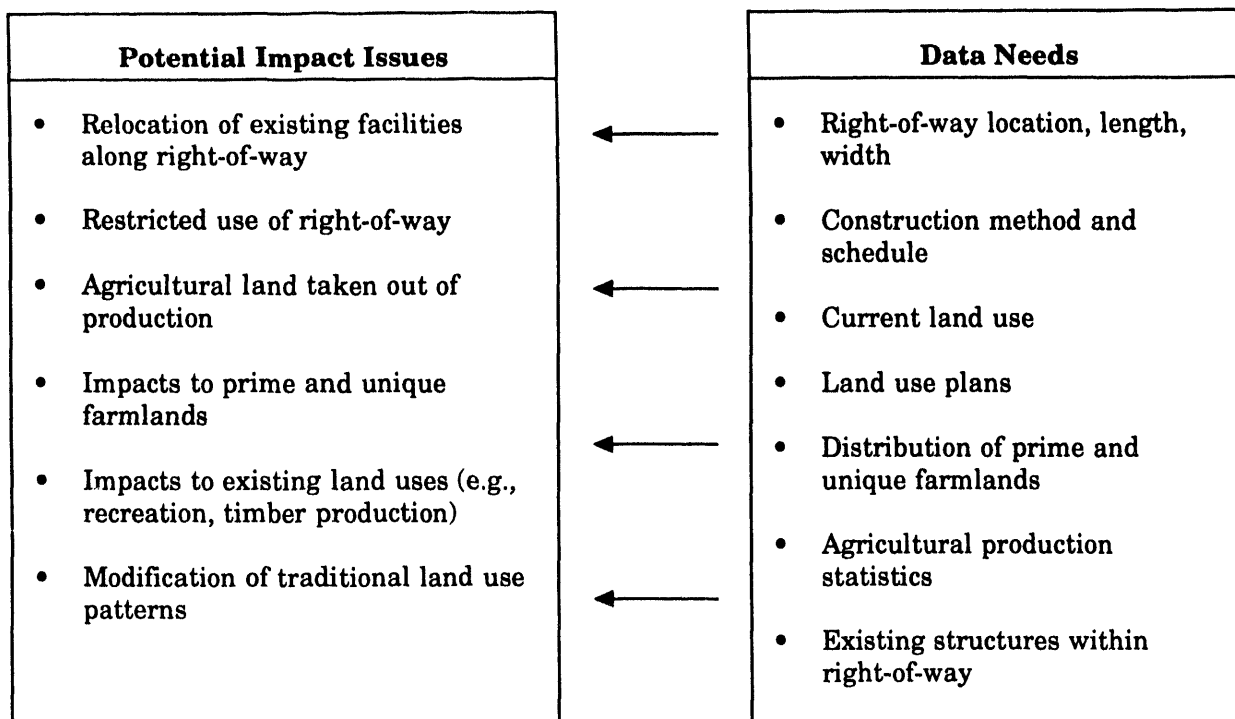 Potential Impact Issues
• Relocation of existing facilities
along right-of-way
• Restricted use of right-of-way
• Agricultural land taken out of
production
• Impacts to prime and unique
farmlands
• Impacts to existing land uses (e.g.,
recreation, timber production)
• Modification of traditional land use
patterns
Data Needs
• Right-of-way location, length,
width
• Construction method and
schedule
• Current land use
• Land use plans
• Distribution of prime and
unique farmlands
• Agricultural production
statistics
• Existing structures within
right-of-way